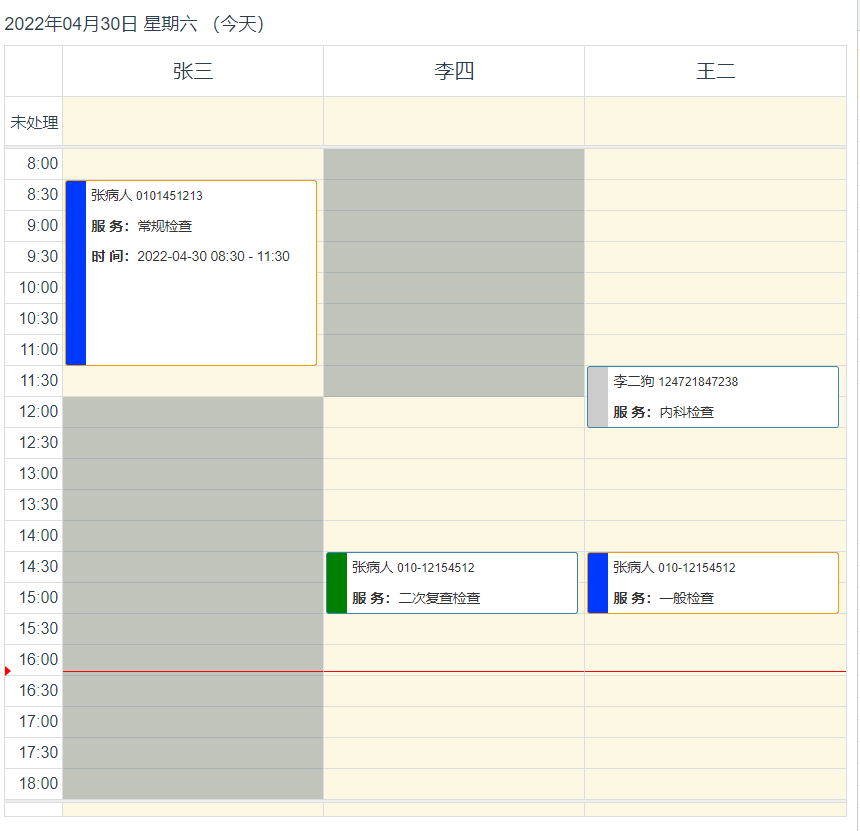 2022年04月30日 星期六 （今天）
张三 李四 王二
未处理
8:00
8:30
张病人 0101451213
9:00
服 务：常规检查
9:30
时 间：2022-04-30 08:30 - 11:30
10:00
10:30
11:00
11:30
李二狗 124721847238
12:00
服 务：内科检查
12:30
13:00
13:30
14:00
14:30
张病人 010-12154512
张病人 010-12154512
15:00
服 务：二次复查检查
服 务：一般检查
15:30
16:00
16:30
17:00
17:30
18:00